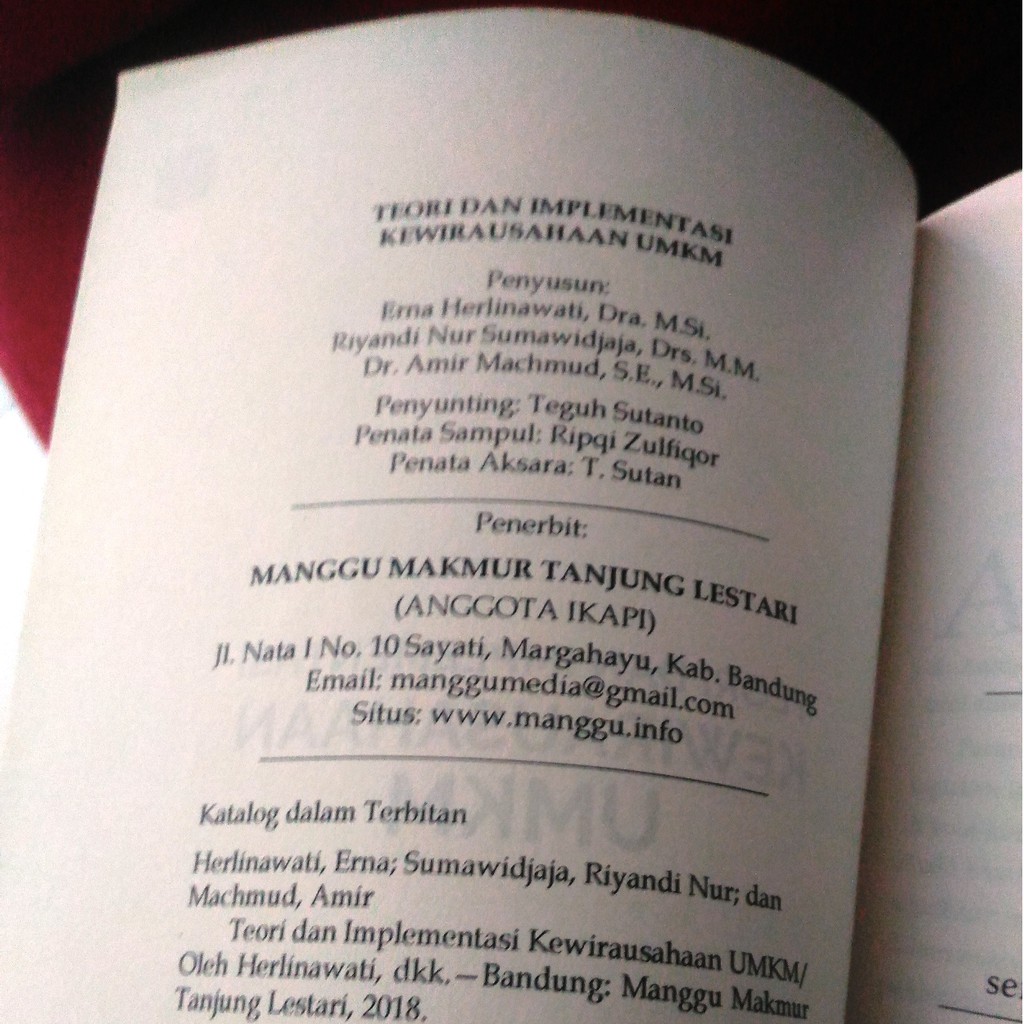 TEORI DAN IMPLEMENTASI
KEWIRAUSAHAAN UMKM
Penyusun:
Erna Herlinawati, Dra. M.Si.
Riyandi Nur Sumawidjaja, Drs. M.M.
Dr. Amir Machmud, S.E., M.Si.
Penyunting: Teguh Sutanto
Penata Sampul: Ripqi Zulfiqor
Penata Aksara: T. Sutan
Penerbit:
MANGGU MAKMUR TANJUNG LESTARI
(ANGGOTA IKAPI)
Jl. Nata I No. 10 Sayati, Margahayu, Kab. Bandung
Email: manggumedia@gmail.com
Situs: www.manggu.info
Katalog dalam Terbitan
Herlinawati, Erna; Sumawidjaja, Riyandi Nur; dan
Machmud, Amir
Teori dan Implementasi Kewirausahaan UMKM/
Oleh Herlinawati, dkk.—Bandung: Manggu Makmur
Tanjung Lestari, 2018.